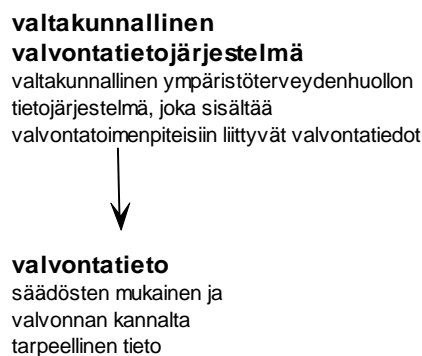 valtakunnallinen
valvontatietojärjestelmä
valtakunnallinen ympäristöterveydenhuollon
tietojärjestelmä, joka sisältää
valvontatoimenpiteisiin liittyvät valvontatiedot
valvontatieto
säädösten mukainen ja
valvonnan kannalta
tarpeellinen tieto